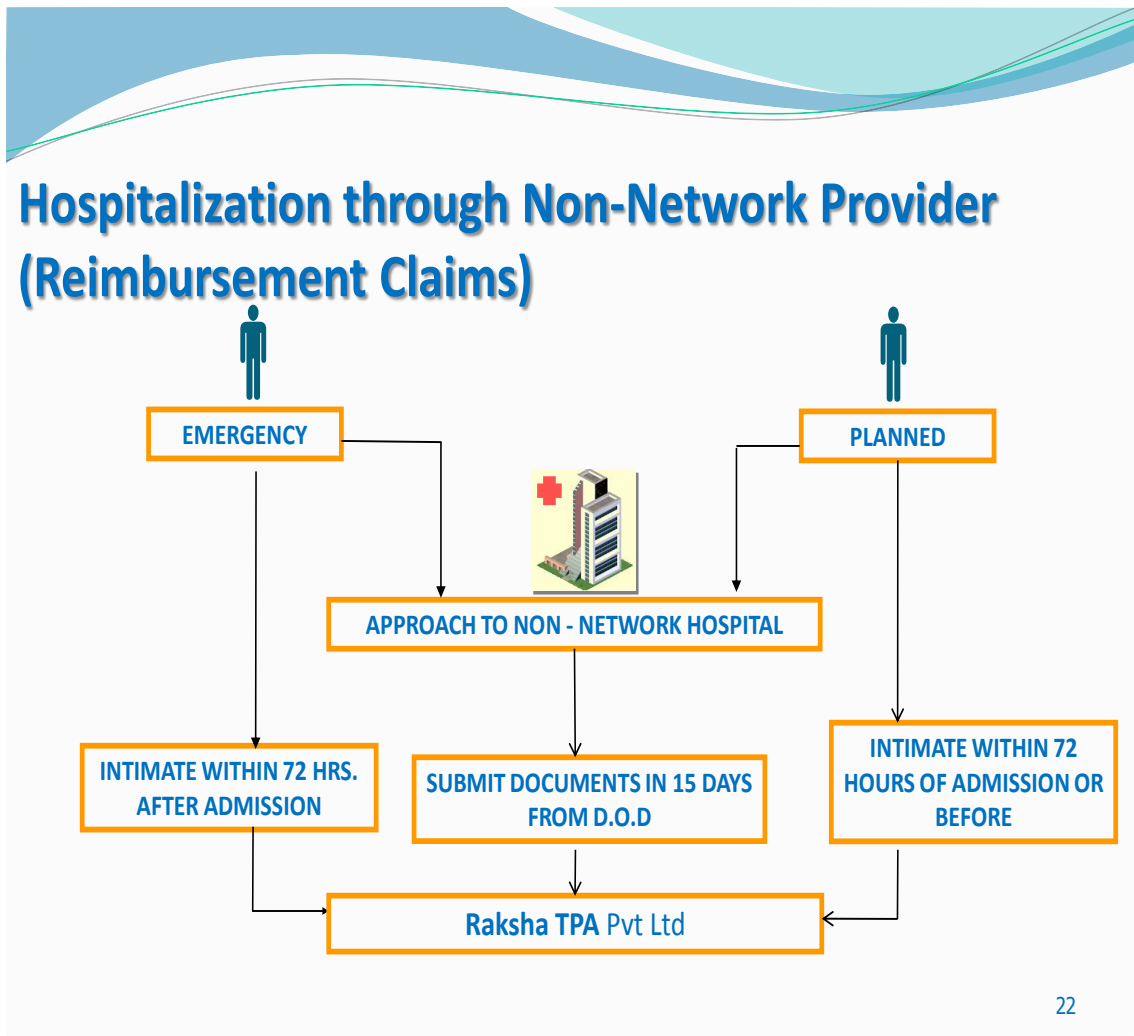 Hospitalization through Non-Network Provider
(Reimbursement Claims)
EMERGENCY
PLANNED
APPROACH TO NON - NETWORK HOSPITAL
INTIMATE WITHIN 72 HRS.
AFTER ADMISSION
SUBMIT DOCUMENTS IN 15 DAYS
FROM D.O.D
INTIMATE WITHIN 72
HOURS OF ADMISSION OR
BEFORE
Raksha TPA Pvt Ltd
22